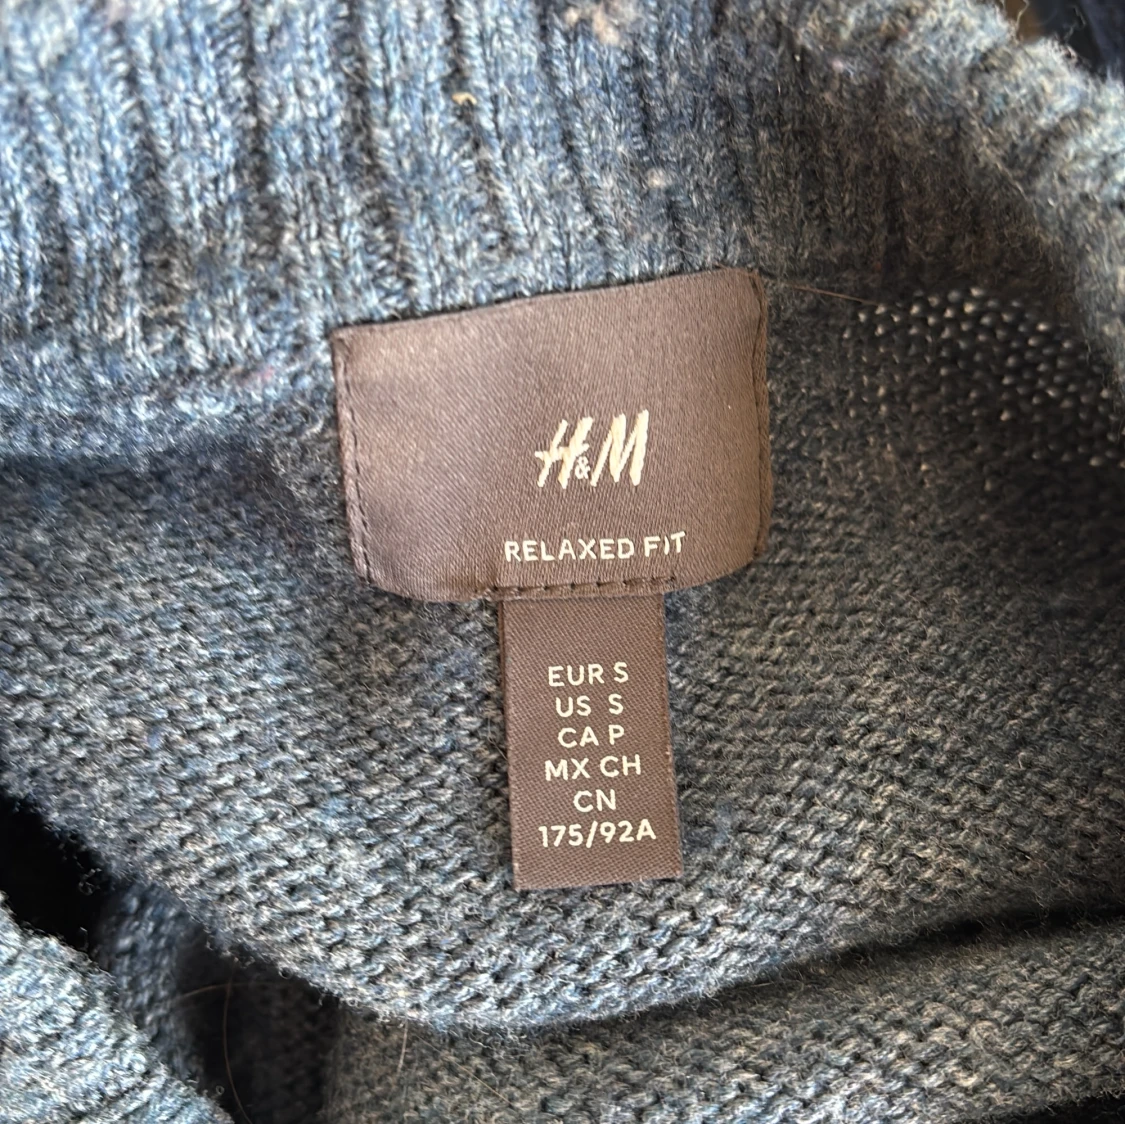 H&M
RELAXED FIT
EUR S
US S
CA P
MX CH
CN
175/92A